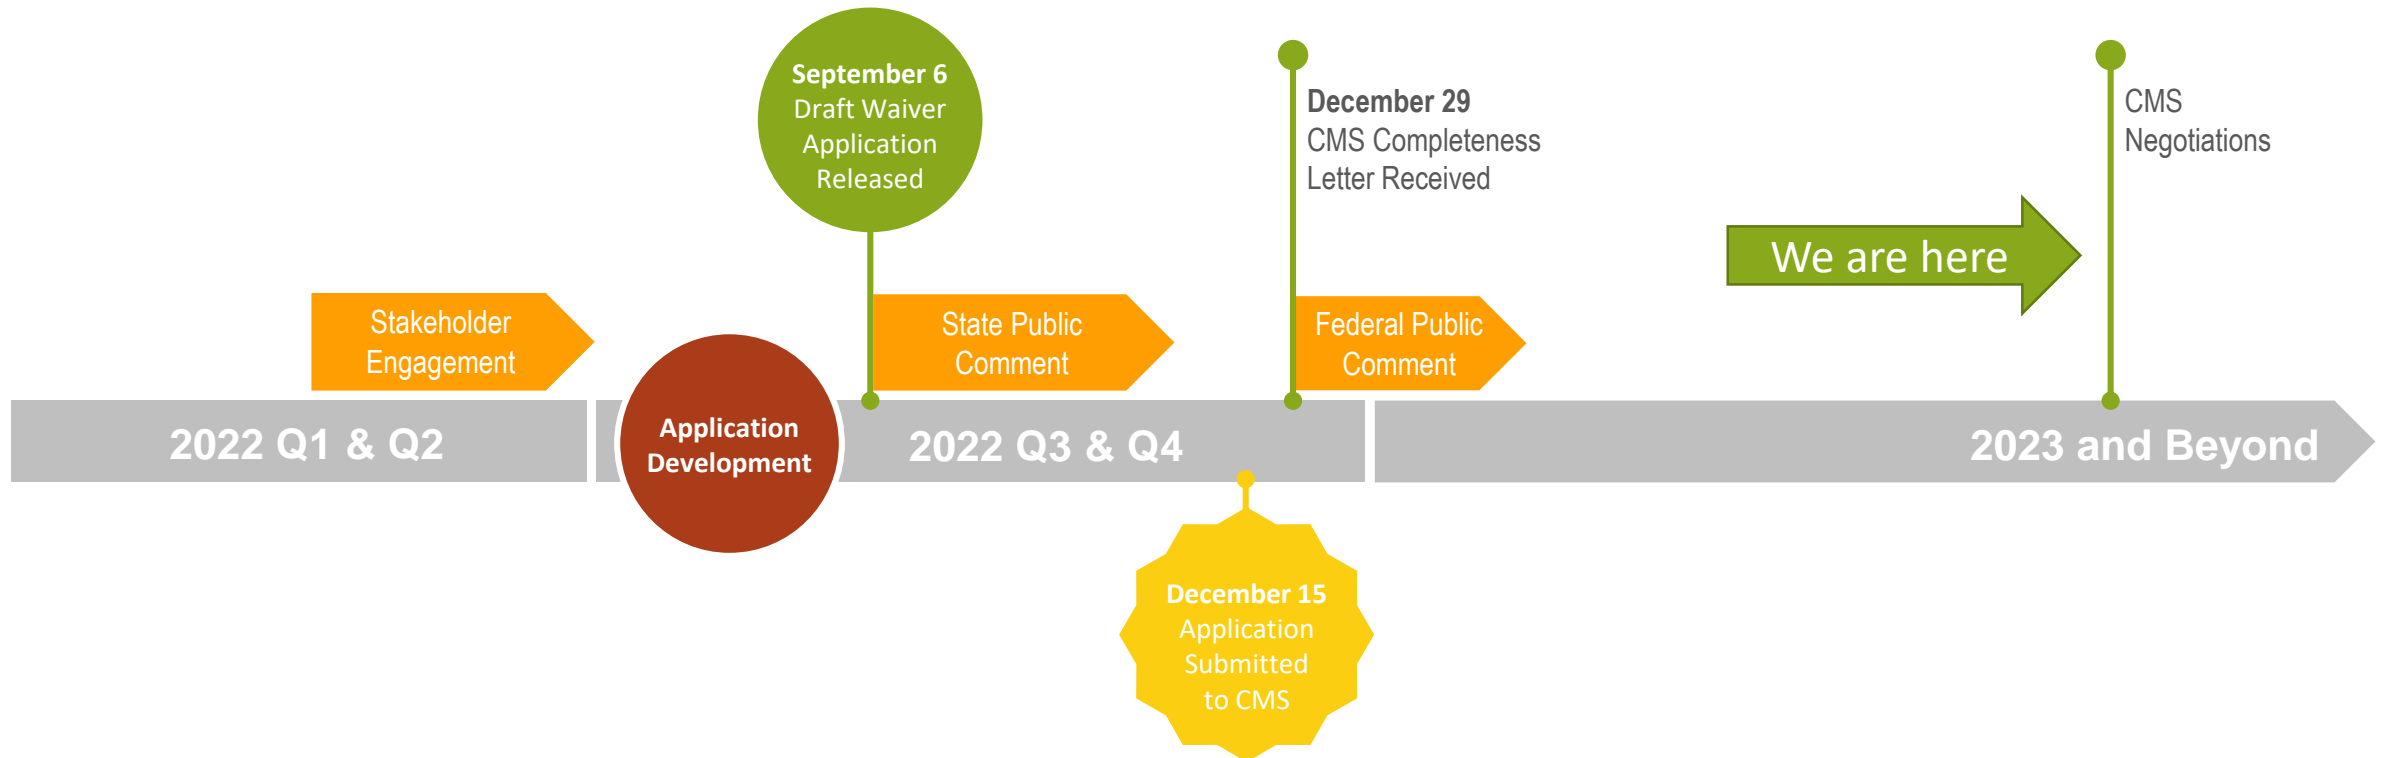 September 6
Draft Waiver
Application
Released
December 29
CMS Completeness
Letter Received
CMS
Negotiations
We are here
Stakeholder
Engagement
State Public
Comment
Federal Public
Comment
2022 Q1 & Q2
Application
Development
2022 Q3 & Q4
2023 and Beyond
December 15
Application
Submitted
to CMS